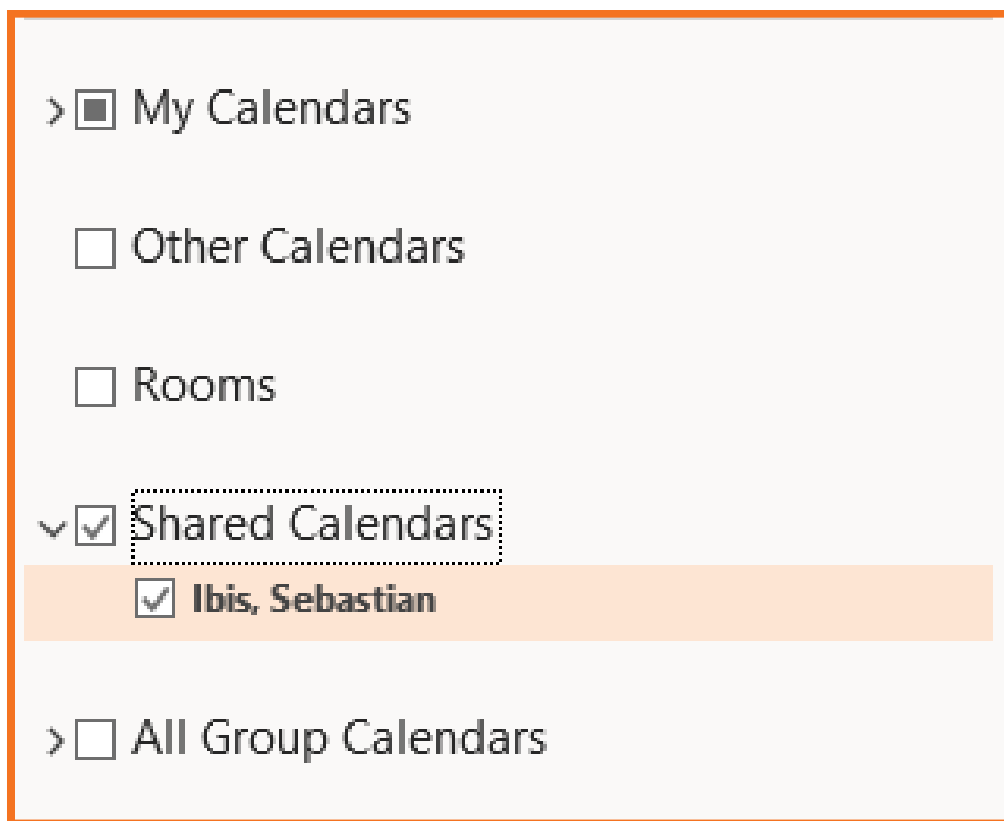 My Calendars
Other Calendars
Rooms
Shared Calendars
Ibis, Sebastian
All Group Calendars